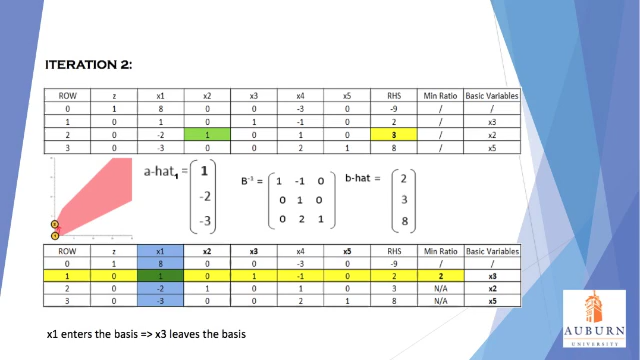 ITERATION 2:
ROW z x1 x2 x3 x4 x5 RHS Min Ratio Basic Variables
0 1 8 0 0 -3 0 -9 / /
1 0 1 0 1 -1 0 2 / x3
2 0 -2 1 0 1 0 3 / x2
3 0 -3 0 0 2 1 8 / x5
a-hat1 = 1 -2 -3
B⁻¹ = 1 -1 0
0 1 0
0 2 1
b-hat = 2 3 8
ROW z x1 x2 x3 x4 x5 RHS Min Ratio Basic Variables
0 1 8 0 0 -3 0 -9 / /
1 0 1 0 1 -1 0 2 2 x3
2 0 -2 1 0 1 0 3 N/A x2
3 0 -3 0 0 2 1 8 N/A x5
x1 enters the basis => x3 leaves the basis
AUBURN
UNIVERSITY